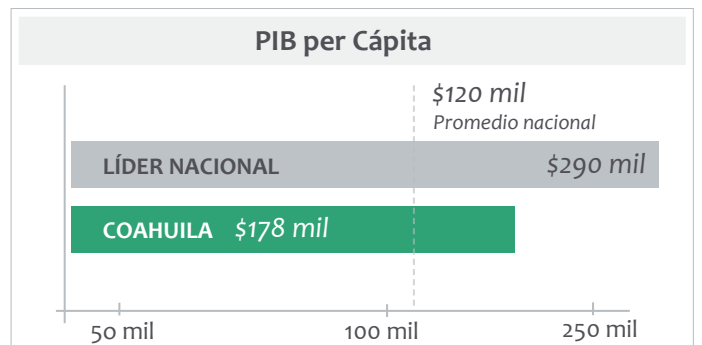 PIB per Cápita
$120 mil
Promedio nacional
LÍDER NACIONAL $290 mil
COAHUILA $178 mil
50 mil 100 mil 250 mil